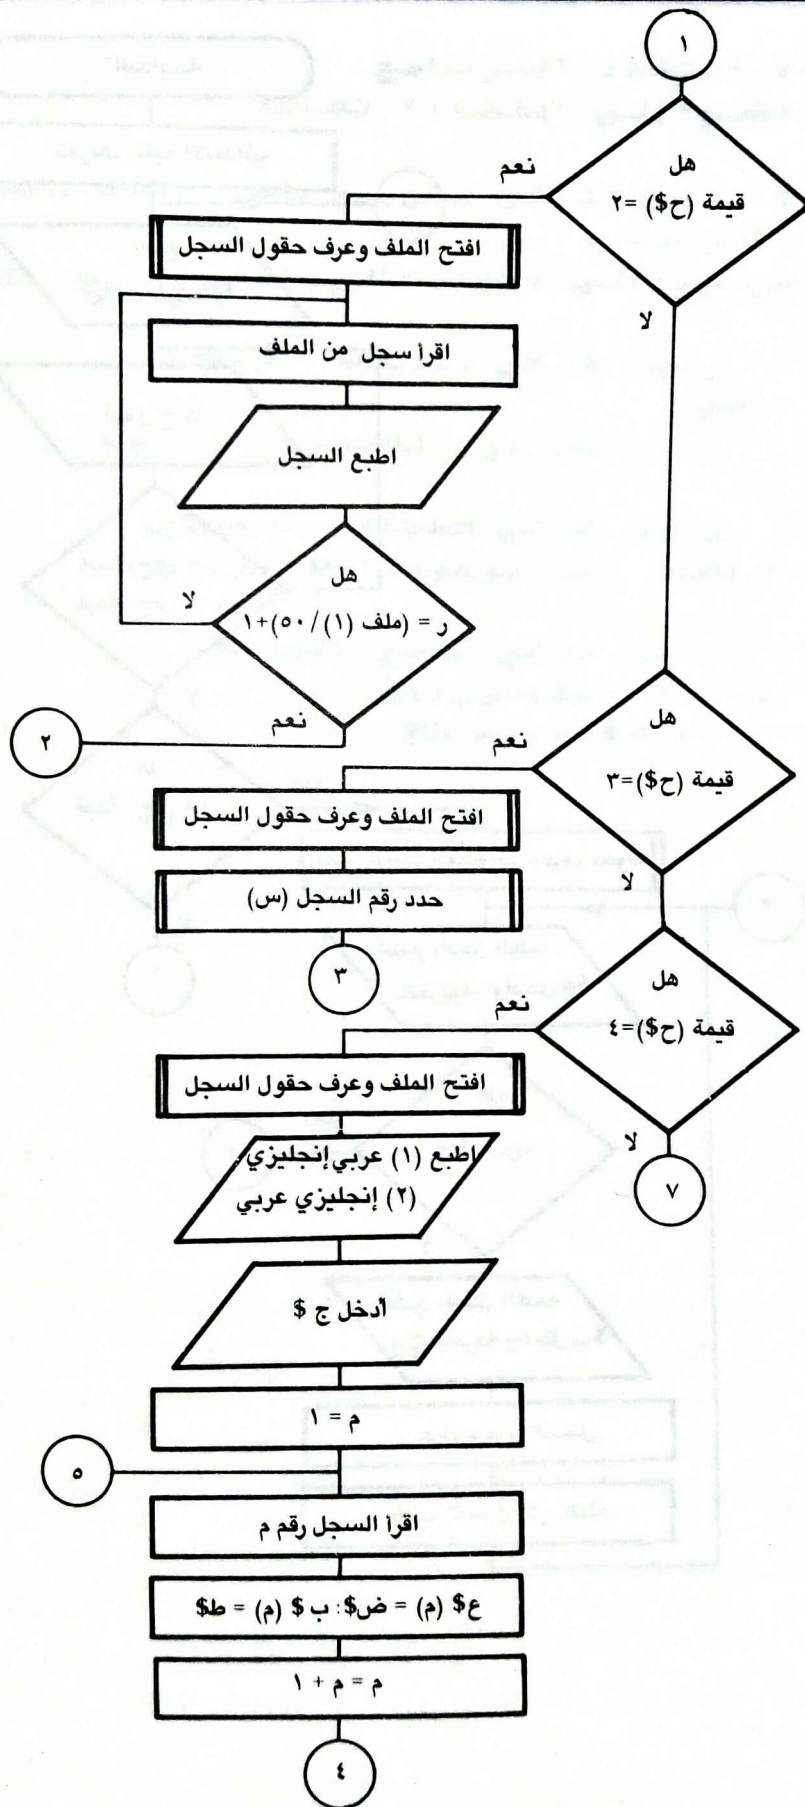 ١
هل
قيمة (ح$) =٢
نعم
لا
افتح الملف وعرف حقول السجل
اقرأ سجل من الملف
اطبع السجل
هل
ر = (ملف (١) /٥٠)+١
لا
نعم
٢
هل
قيمة (ح$)=٣
نعم
لا
افتح الملف وعرف حقول السجل
حدد رقم السجل (س)
٣
هل
قيمة (ح$)=٤
نعم
لا
٧
افتح الملف وعرف حقول السجل
اطبع (١) عربي إنجليزي
(٢) إنجليزي عربي
أدخل ج $
م = ١
٥
اقرأ السجل رقم م
ع$ (م) = ض$: ب $ (م) = ط$
م = م + ١
٤